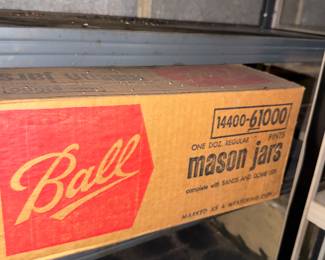 Ball
14400-61000
ONE DOZ. REGULAR PINTS
mason jars
complete with BANDS AND DOME LIDS